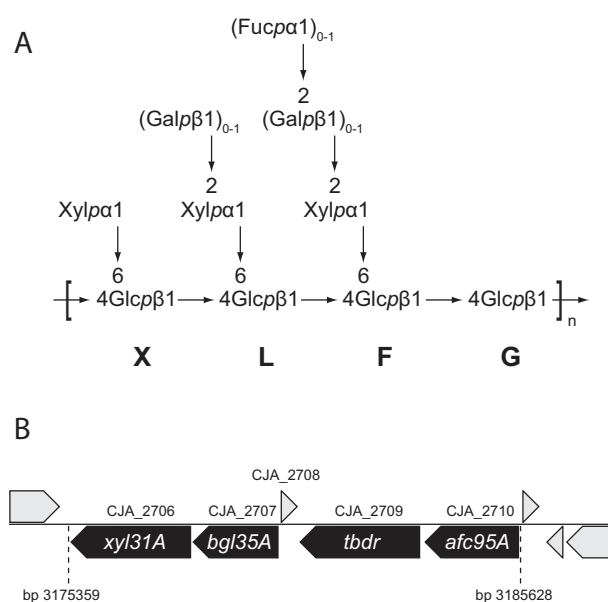 A
(Fucpα1)0-1
2
(Galpβ1)0-1 (Galpβ1)0-1
2 2
Xylpα1 Xylpα1 Xylpα1
6 6 6
[ 4Glcpβ1 4Glcpβ1 4Glcpβ1 4Glcpβ1 ]n
X L F G
B
CJA_2708
CJA_2706 CJA_2707 CJA_2709 CJA_2710
xyl31A bgl35A tbdr afc95A
bp 3175359 bp 3185628